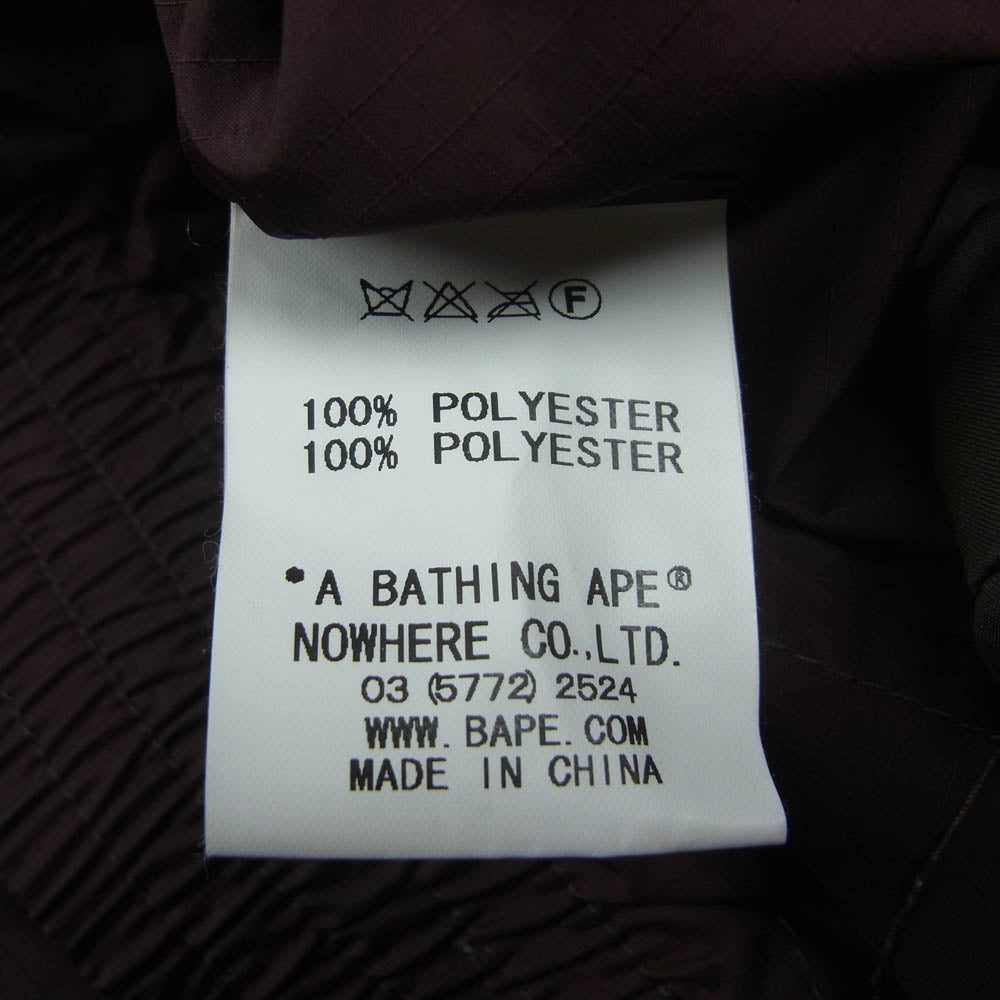 F
100% POLYESTER
100% POLYESTER
*A BATHING APE®
NOWHERE CO.,LTD.
03 (5772) 2524
WWW.BAPE.COM
MADE IN CHINA